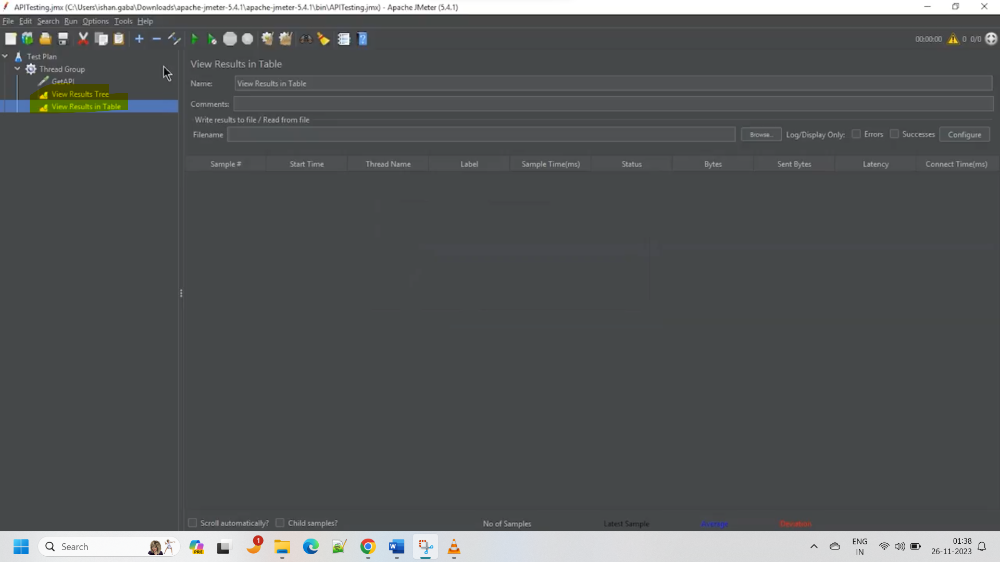 APITesting.jmx (C:\Users\ishan.gaba\Downloads\apache-jmeter-5.4.1\apache-jmeter-5.4.1\bin\APITesting.jmx) - Apache JMeter (5.4.1)
File Edit Search Run Options Tools Help
00:00:00 0 0/0
Test Plan
Thread Group
GetAPI
View Results Tree
View Results in Table
View Results in Table
Name: View Results in Table
Comments:
Write results to file / Read from file
Filename Browse... Log/Display Only: Errors Successes Configure
Sample # Start Time Thread Name Label Sample Time(ms) Status Bytes Sent Bytes Latency Connect Time(ms)
Scroll automatically? Child samples? No of Samples Latest Sample Average Deviation
Search PRE 1 W ENG IN 01:38
26-11-2023